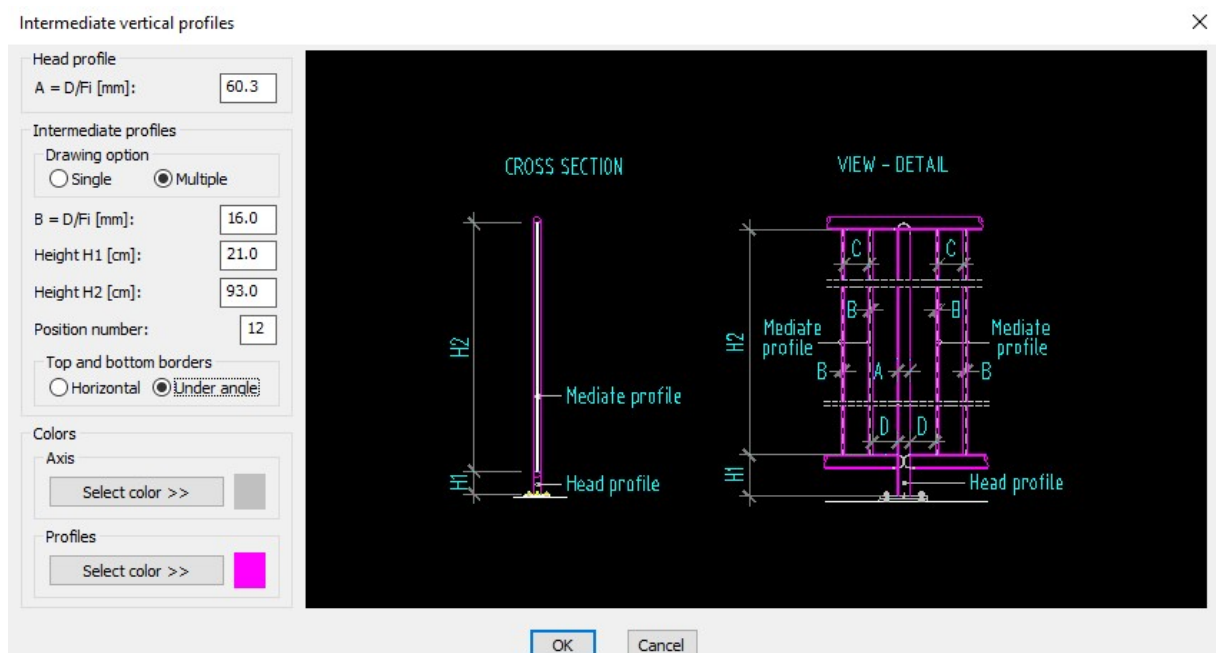 Intermediate vertical profiles
Head profile
A = D/Fi [mm]: 60.3
Intermediate profiles
Drawing option
Single Multiple
B = D/Fi [mm]: 16.0
Height H1 [cm]: 21.0
Height H2 [cm]: 93.0
Position number: 12
Top and bottom borders
Horizontal Under angle
Colors
Axis
Select color >>
Profiles
Select color >>
CROSS SECTION
H2
Mediate profile
H1
Head profile
VIEW - DETAIL
C C
B B
H2
Mediate profile
Mediate profile
B A B
D D
H1
Head profile
OK Cancel